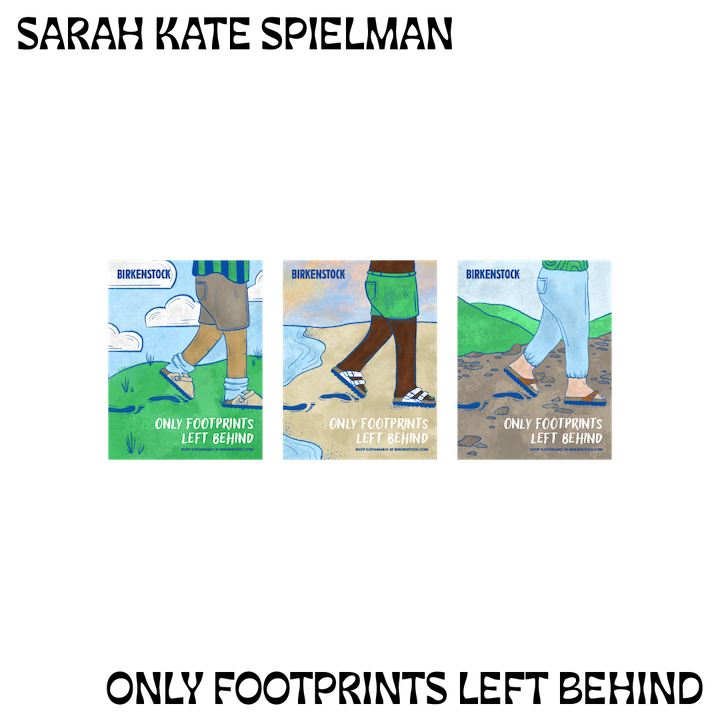 SARAH KATE SPIELMAN
BIRKENSTOCK
ONLY FOOTPRINTS
LEFT BEHIND
SHOP SUSTAINABLY AT BIRKENSTOCK.COM
BIRKENSTOCK
ONLY FOOTPRINTS
LEFT BEHIND
SHOP SUSTAINABLY AT BIRKENSTOCK.COM
BIRKENSTOCK
ONLY FOOTPRINTS
LEFT BEHIND
SHOP SUSTAINABLY AT BIRKENSTOCK.COM
ONLY FOOTPRINTS LEFT BEHIND